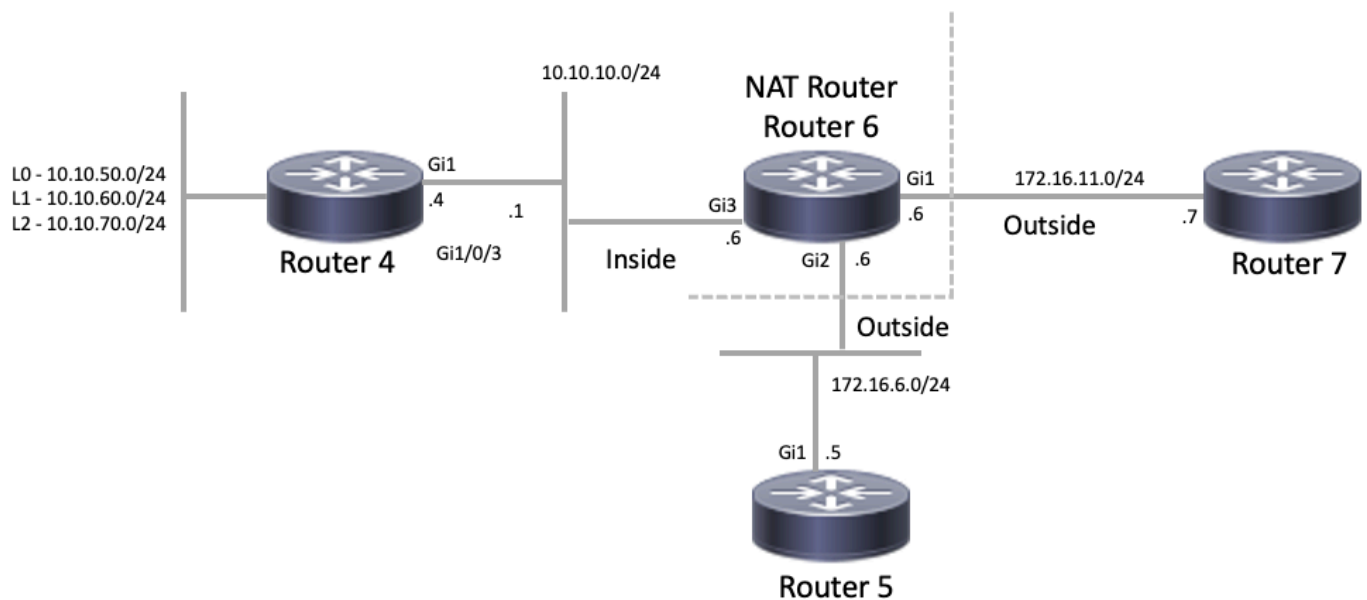 10.10.10.0/24
NAT Router
Router 6
L0 - 10.10.50.0/24
L1 - 10.10.60.0/24
L2 - 10.10.70.0/24
Gi1
.4
.1
Gi1/0/3
Router 4
Gi3
.6
Inside
Gi1
.6
Gi2
.6
172.16.11.0/24
Outside
.7
Router 7
Outside
172.16.6.0/24
Gi1
.5
Router 5